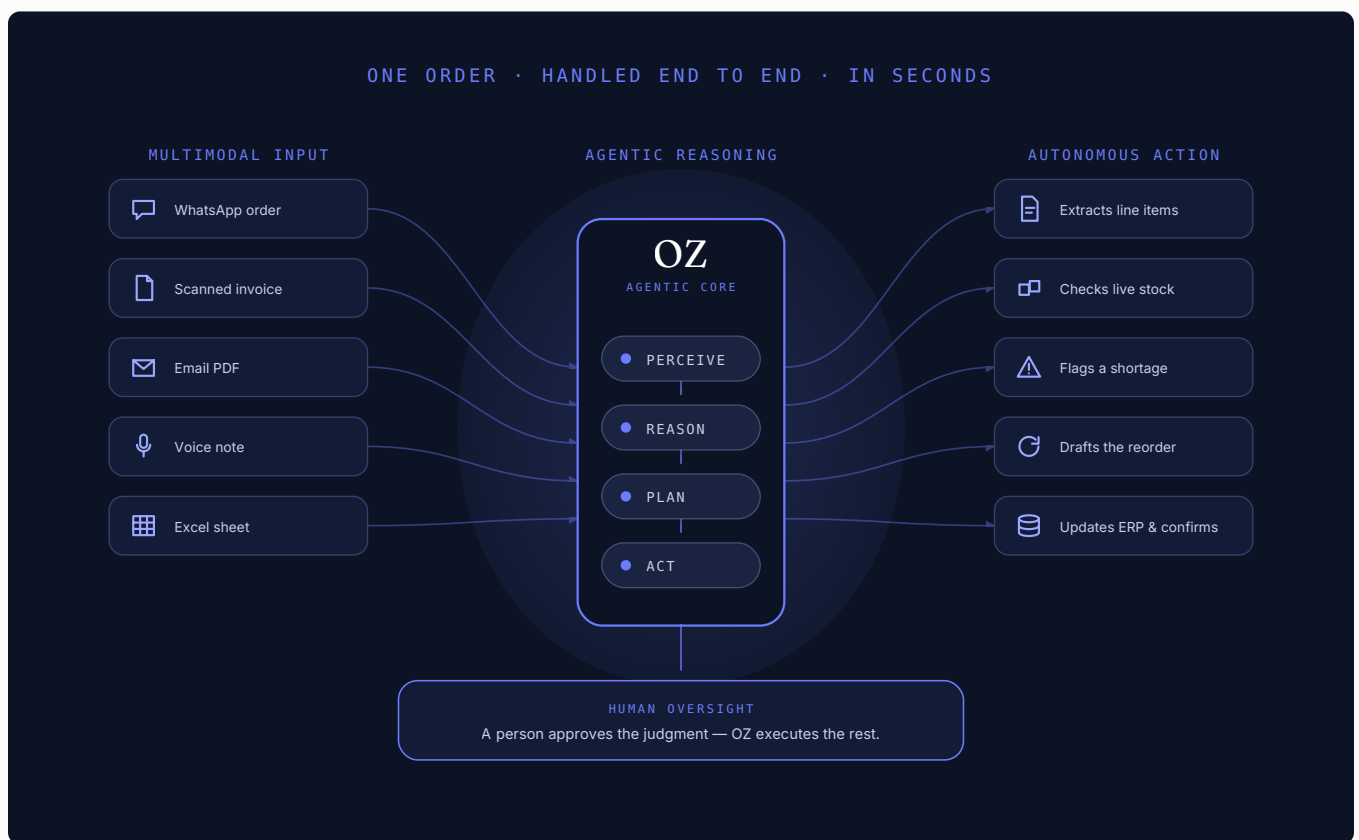 ONE ORDER · HANDLED END TO END · IN SECONDS
MULTIMODAL INPUT
WhatsApp order
Scanned invoice
Email PDF
Voice note
Excel sheet
AGENTIC REASONING
OZ
AGENTIC CORE
PERCEIVE
REASON
PLAN
ACT
AUTONOMOUS ACTION
Extracts line items
Checks live stock
Flags a shortage
Drafts the reorder
Updates ERP & confirms
HUMAN OVERSIGHT
A person approves the judgment — OZ executes the rest.